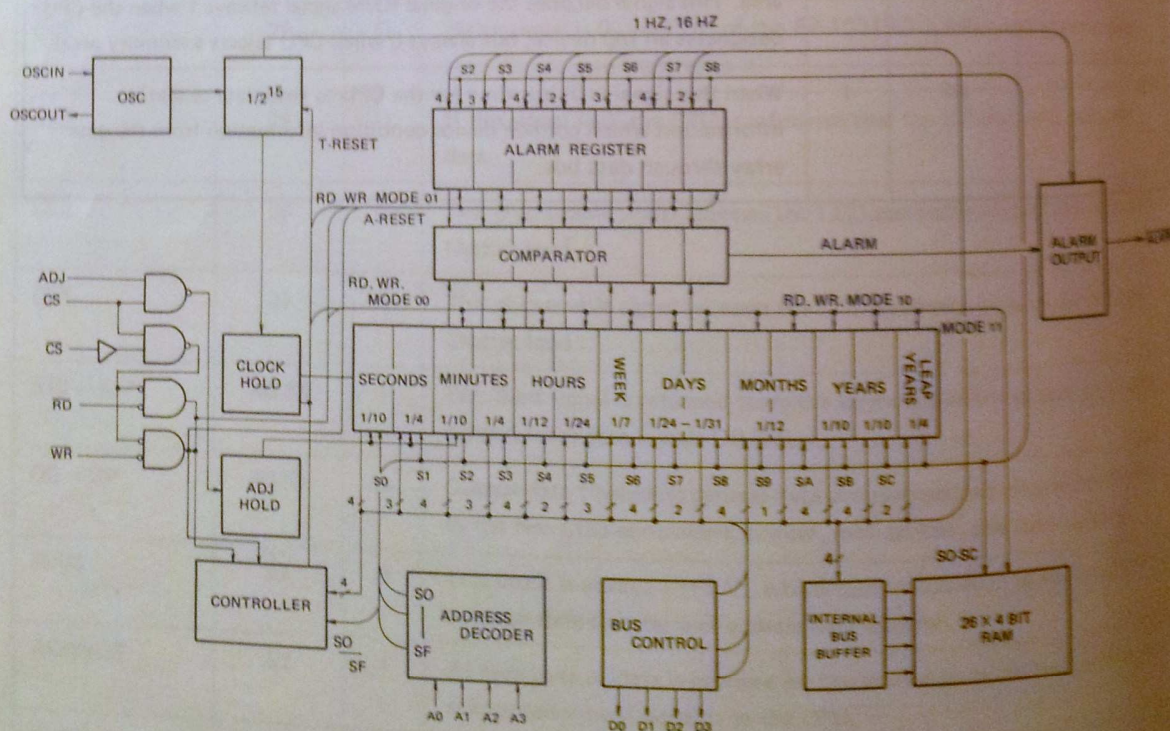 1 HZ, 16 HZ
OSCIN
OSCOUT
OSC
1/2^15
T-RESET
S2 S3 S4 S5 S6 S7 S8
4 3 4 2 3 4 2
ALARM REGISTER
RD WR MODE 01
A-RESET
COMPARATOR
ALARM
ALARM OUTPUT
RD. WR. MODE 00
RD. WR. MODE 10
MODE 11
ADJ
CS
CS
RD
WR
CLOCK HOLD
ADJ HOLD
SECONDS MINUTES HOURS WEEK DAYS MONTHS YEARS LEAP YEARS
1/10 1/4 1/10 1/4 1/12 1/24 1/7 1/24 – 1/31 1/12 1/10 1/10 1/4
S0 S1 S2 S3 S4 S5 S6 S7 S8 S9 SA SB SC
4 3 4 3 4 2 3 4 2 4 1 4 4 2
4
4
SO-SC
CONTROLLER
SO
SF
SO
SF
ADDRESS DECODER
A0 A1 A2 A3
BUS CONTROL
D0 D1 D2 D3
INTERNAL BUS BUFFER
26 X 4 BIT RAM